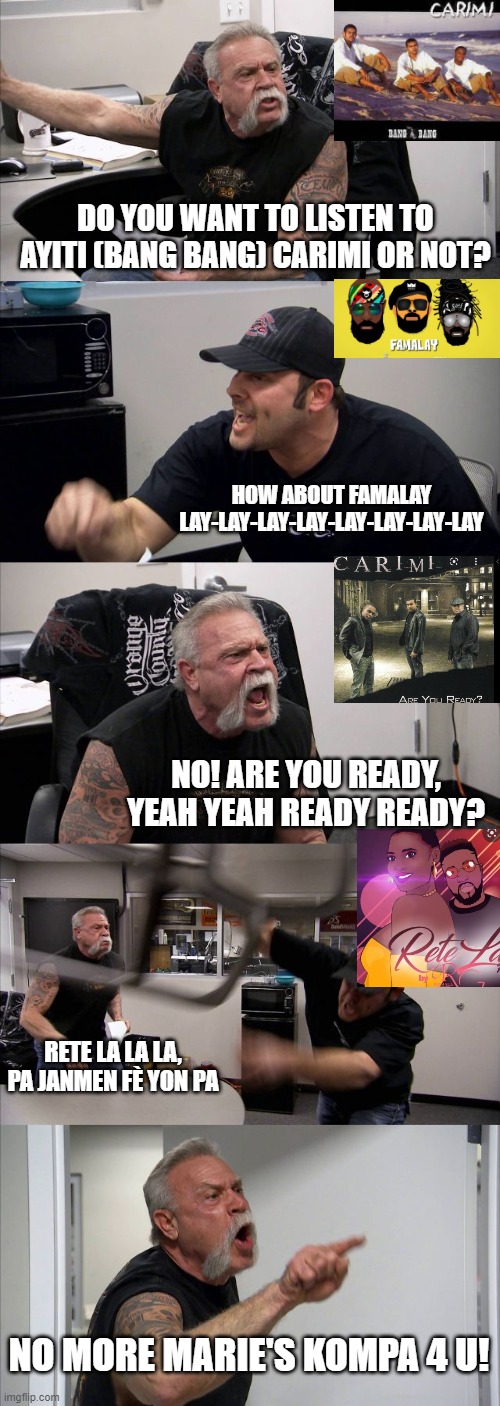 CARIMI
BANG & BANG
DO YOU WANT TO LISTEN TO
AYITI (BANG BANG) CARIMI OR NOT?
FAMALAY
HOW ABOUT FAMALAY
LAY-LAY-LAY-LAY-LAY-LAY-LAY-LAY
CARIMI
ARE YOU READY?
Orange
County
NO! ARE YOU READY,
YEAH YEAH READY READY?
Rete La
RETE LA LA LA,
PA JANMEN FÈ YON PA
NO MORE MARIE'S KOMPA 4 U!
imgflip.com